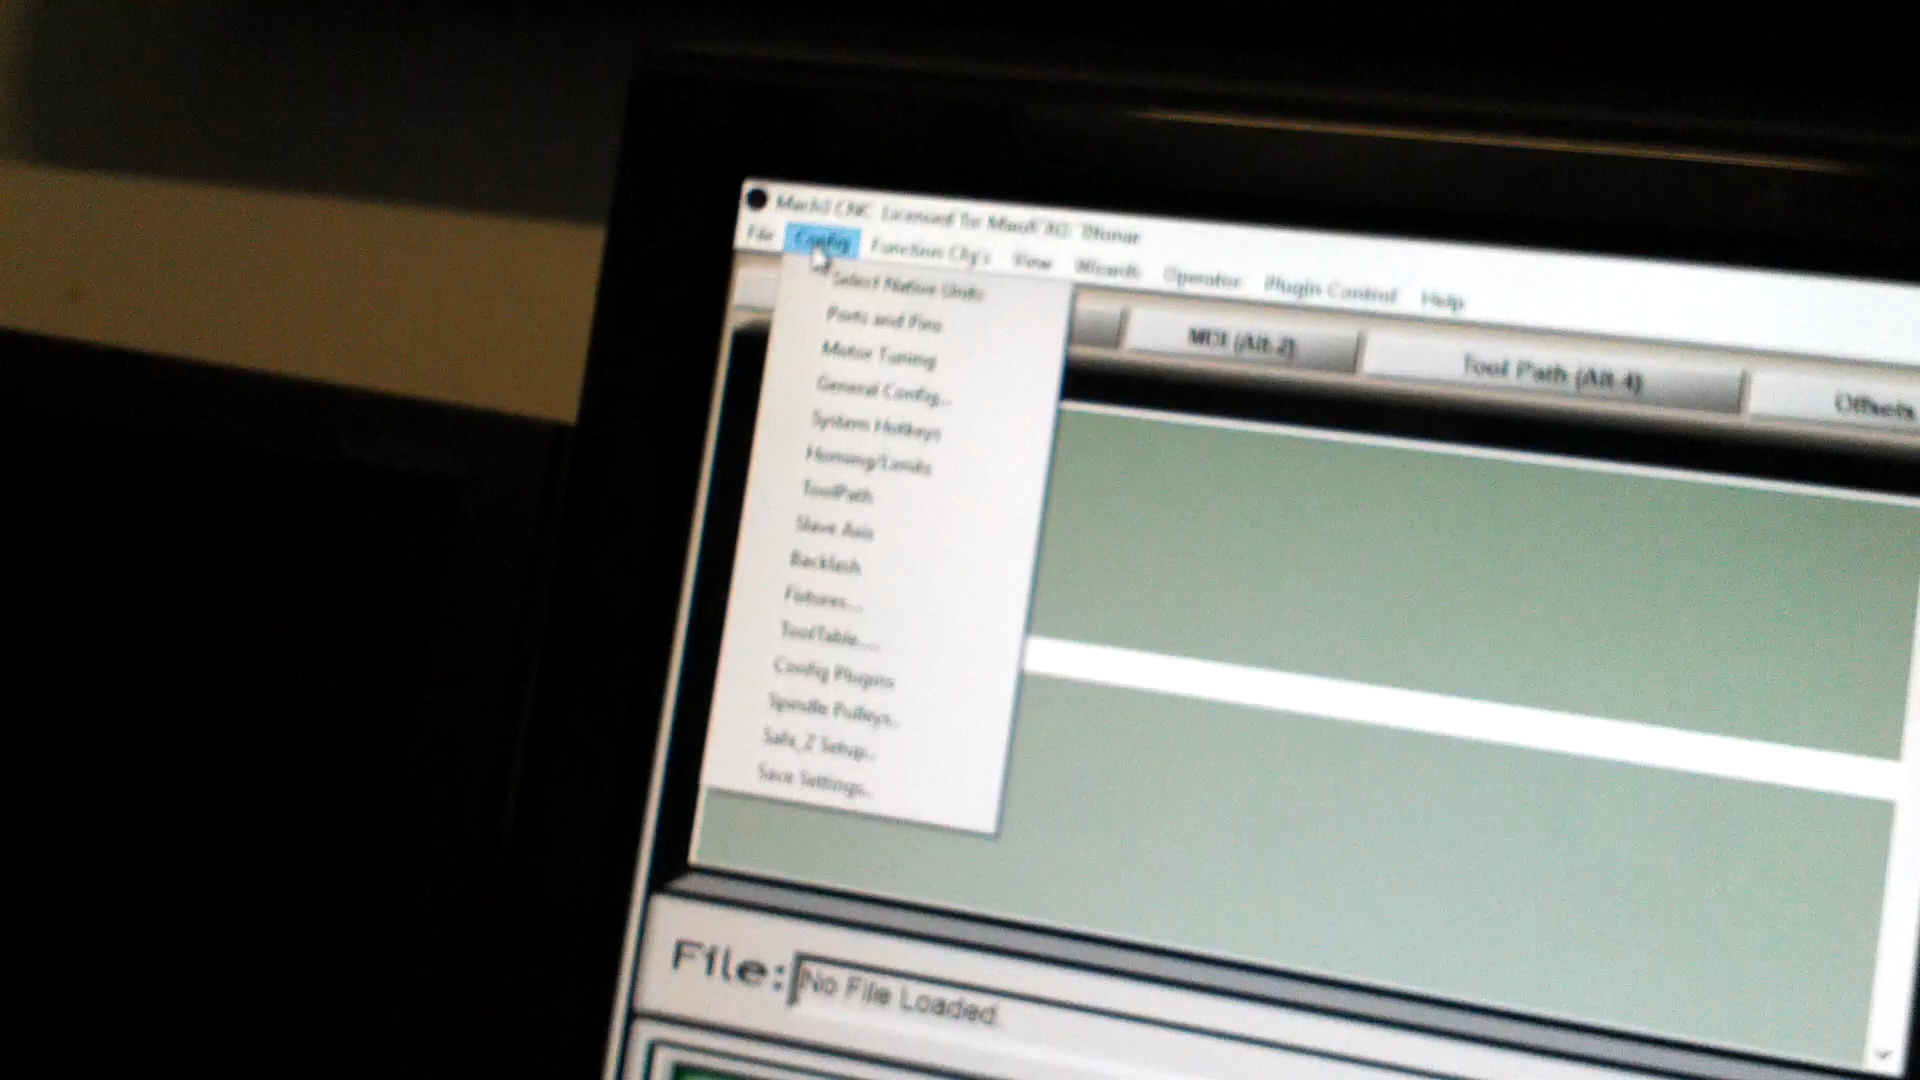 Mach3 CNC Licensed To:
File Config Function Cfg's View Wizards Operator Plugin Control Help
Select Native Units
Ports and Pins
Motor Tuning
General Config..
System Hotkeys
Homing/Limits
ToolPath
Slave Axis
Backlash
Fixtures...
ToolTable....
Config Plugins
Spindle Pulleys..
Safe_Z Setup..
Save Settings..
MDI (Alt-2)
Tool Path (Alt-4)
Offsets
File: No File Loaded.